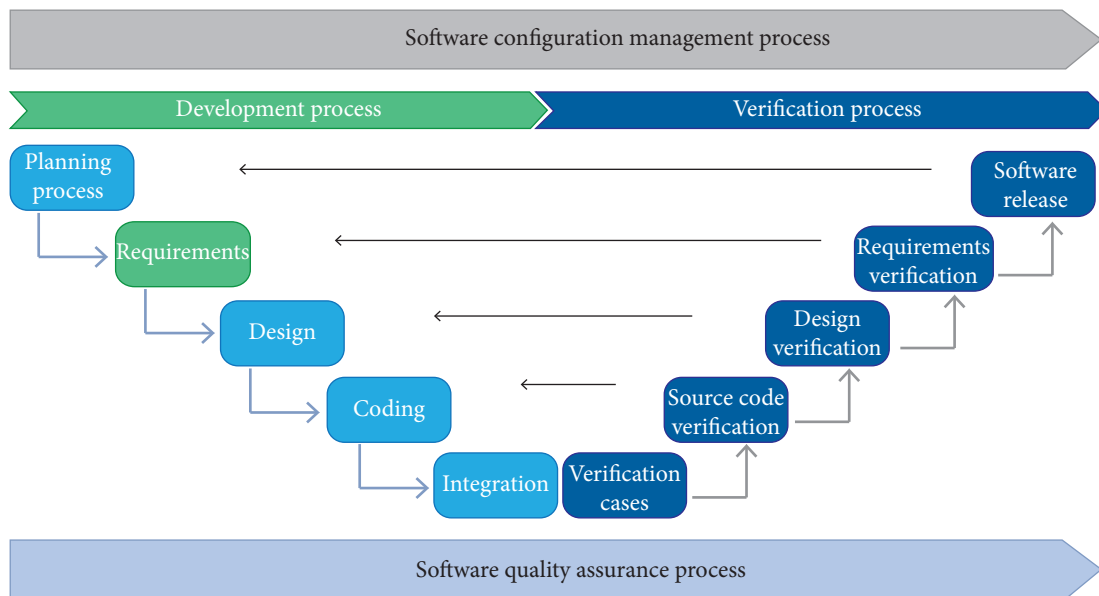 Software configuration management process
Development process
Verification process
Planning
process
Software
release
Requirements
Requirements
verification
Design
Design
verification
Coding
Source code
verification
Integration
Verification
cases
Software quality assurance process